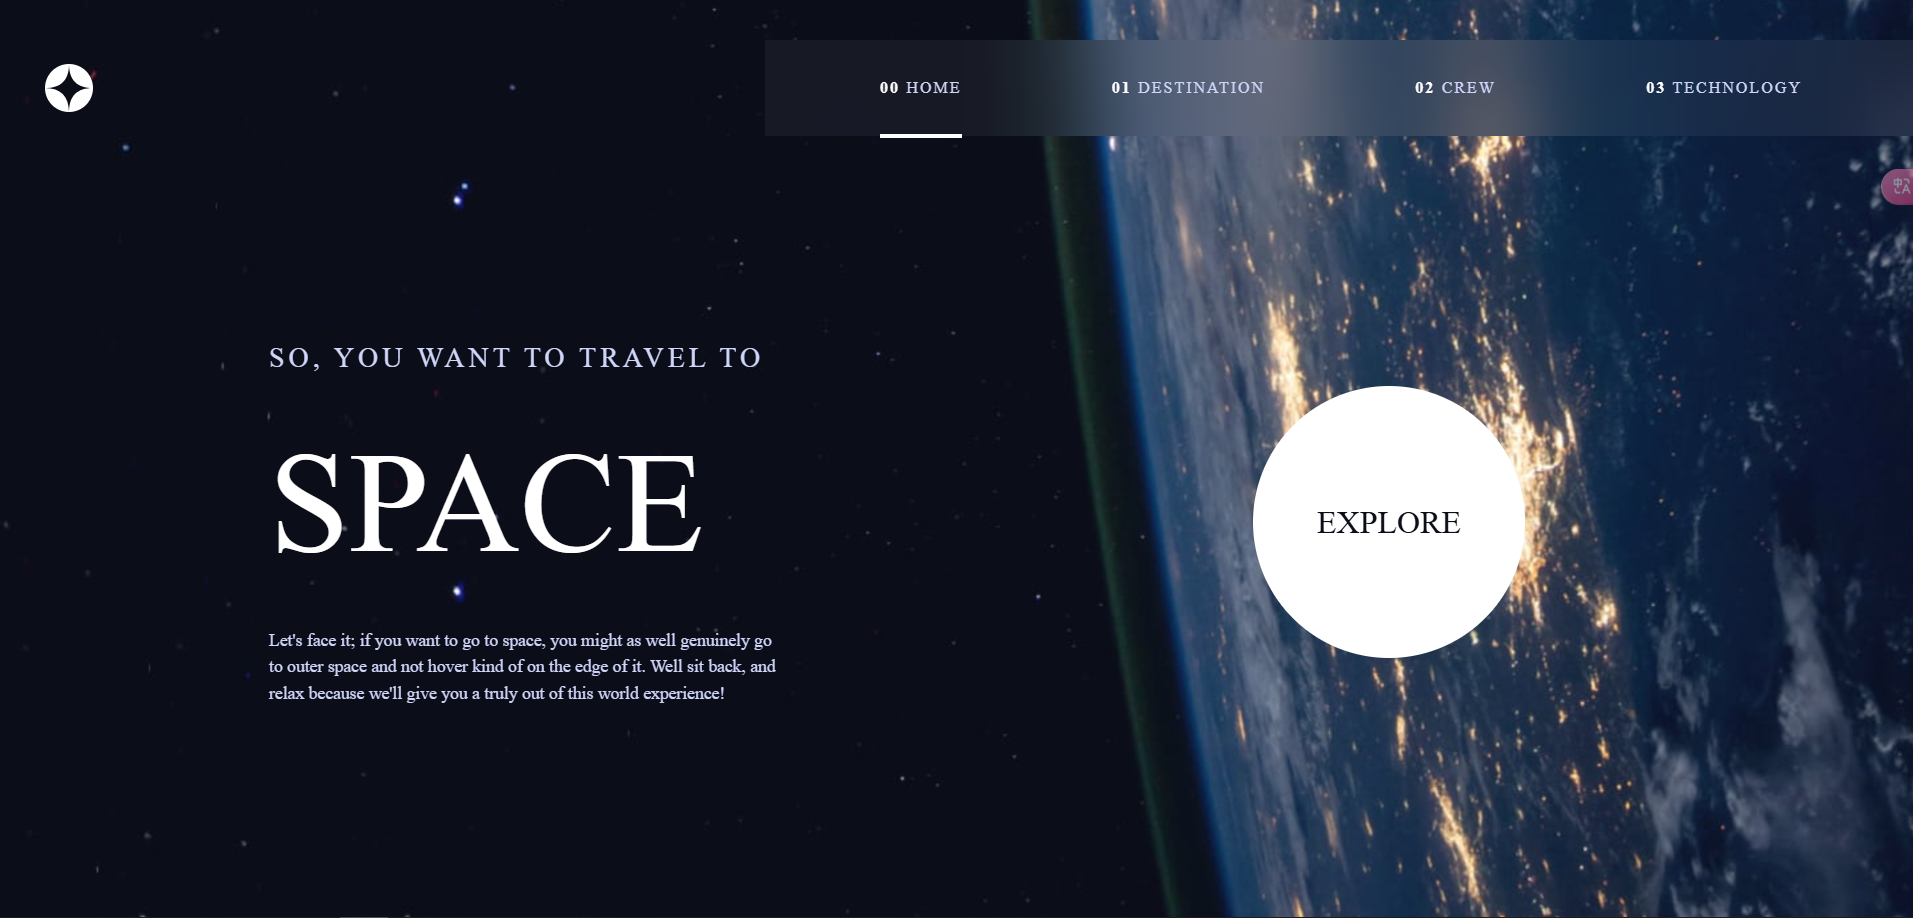 00 HOME 01 DESTINATION 02 CREW 03 TECHNOLOGY
中A
SO, YOU WANT TO TRAVEL TO
SPACE
EXPLORE
Let's face it; if you want to go to space, you might as well genuinely go
to outer space and not hover kind of on the edge of it. Well sit back, and
relax because we'll give you a truly out of this world experience!